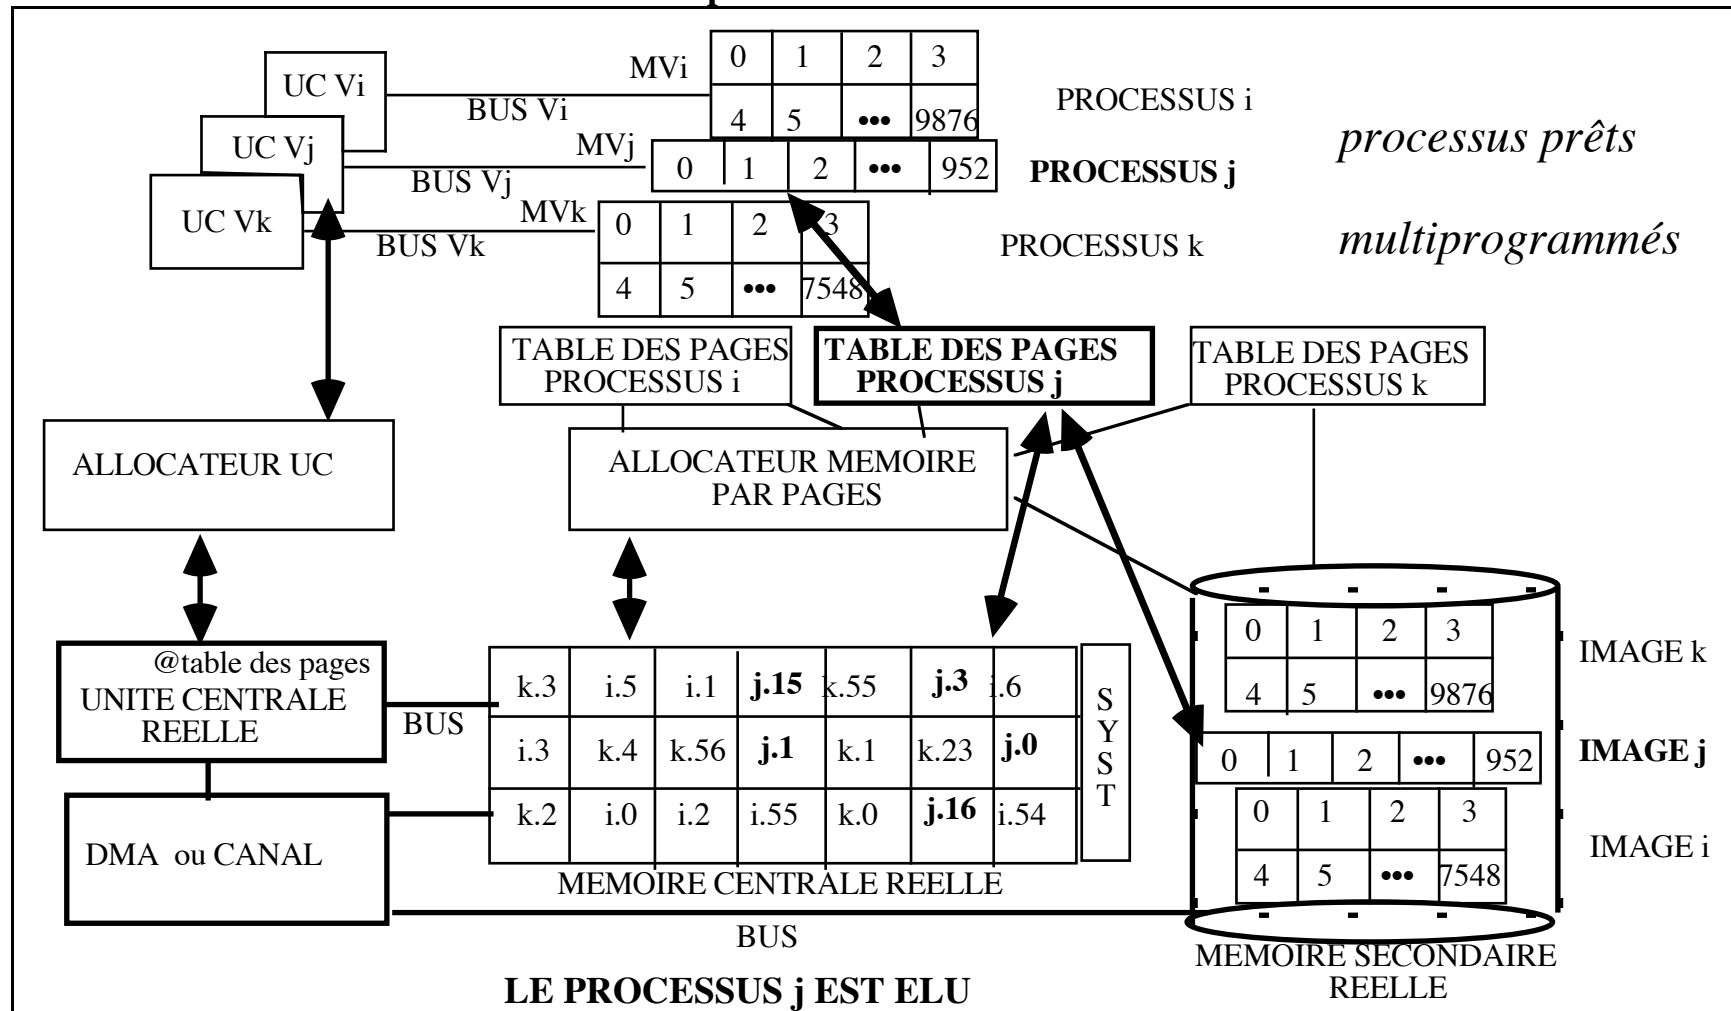 MVi
0 1 2 3
UC Vi
BUS Vi
PROCESSUS i
4 5 ••• 9876
processus prêts
UC Vj
MVj
BUS Vj
0 1 2 ••• 952
PROCESSUS j
UC Vk
MVk
BUS Vk
0 1 2 3
PROCESSUS k
multiprogrammés
4 5 ••• 7548
TABLE DES PAGES
PROCESSUS i
TABLE DES PAGES
PROCESSUS j
TABLE DES PAGES
PROCESSUS k
ALLOCATEUR UC
ALLOCATEUR MEMOIRE
PAR PAGES
@table des pages
UNITE CENTRALE
REELLE
BUS
k.3 i.5 i.1 j.15 k.55 j.3 i.6
i.3 k.4 k.56 j.1 k.1 k.23 j.0
k.2 i.0 i.2 i.55 k.0 j.16 i.54
S
Y
S
T
MEMOIRE CENTRALE REELLE
DMA ou CANAL
BUS
0 1 2 3
4 5 ••• 9876
IMAGE k
0 1 2 ••• 952
IMAGE j
0 1 2 3
4 5 ••• 7548
IMAGE i
MEMOIRE SECONDAIRE
REELLE
LE PROCESSUS j EST ELU